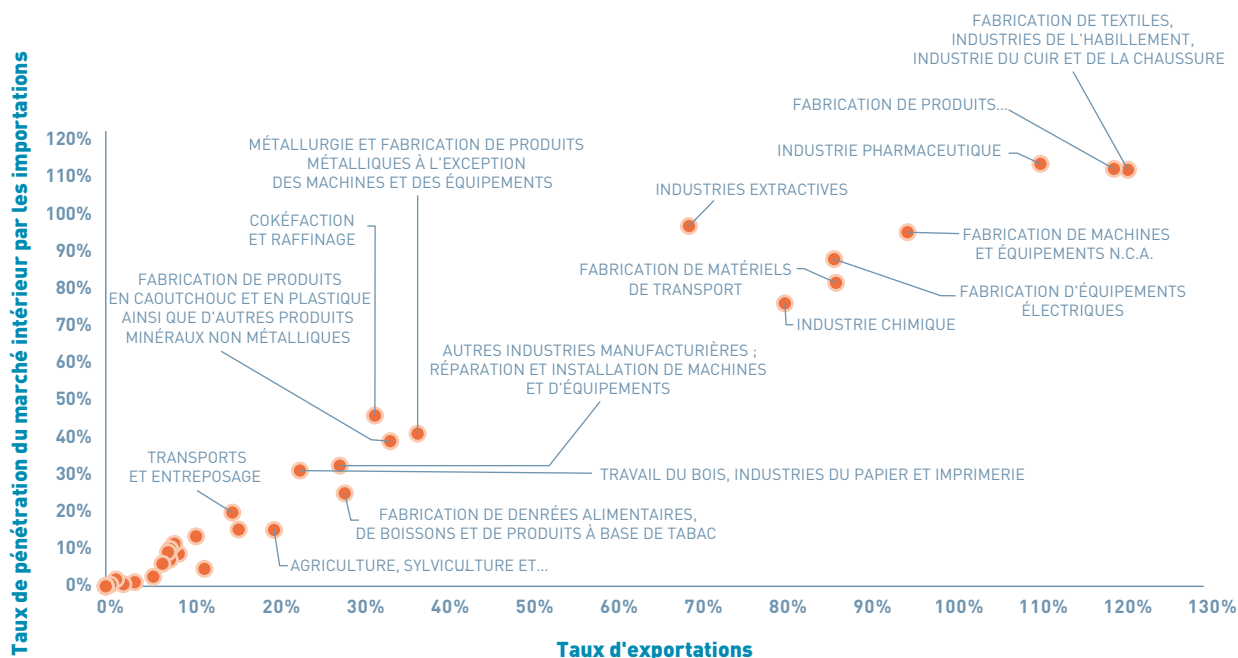 FABRICATION DE TEXTILES,
INDUSTRIES DE L'HABILLEMENT,
INDUSTRIE DU CUIR ET DE LA CHAUSSURE
FABRICATION DE PRODUITS...
INDUSTRIE PHARMACEUTIQUE
MÉTALLURGIE ET FABRICATION DE PRODUITS
MÉTALLIQUES À L'EXCEPTION
DES MACHINES ET DES ÉQUIPEMENTS
INDUSTRIES EXTRACTIVES
COKÉFACTION
ET RAFFINAGE
FABRICATION DE MACHINES
ET ÉQUIPEMENTS N.C.A.
FABRICATION DE MATÉRIELS
DE TRANSPORT
FABRICATION DE PRODUITS
EN CAOUTCHOUC ET EN PLASTIQUE
AINSI QUE D'AUTRES PRODUITS
MINÉRAUX NON MÉTALLIQUES
FABRICATION D'ÉQUIPEMENTS
ÉLECTRIQUES
INDUSTRIE CHIMIQUE
AUTRES INDUSTRIES MANUFACTURIÈRES ;
RÉPARATION ET INSTALLATION DE MACHINES
ET D'ÉQUIPEMENTS
TRANSPORTS
ET ENTREPOSAGE
TRAVAIL DU BOIS, INDUSTRIES DU PAPIER ET IMPRIMERIE
FABRICATION DE DENRÉES ALIMENTAIRES,
DE BOISSONS ET DE PRODUITS À BASE DE TABAC
AGRICULTURE, SYLVICULTURE ET...
Taux de pénétration du marché intérieur par les importations
120%
110%
100%
90%
80%
70%
60%
50%
40%
30%
20%
10%
0%
0% 10% 20% 30% 40% 50% 60% 70% 80% 90% 100% 110% 120% 130%
Taux d'exportations